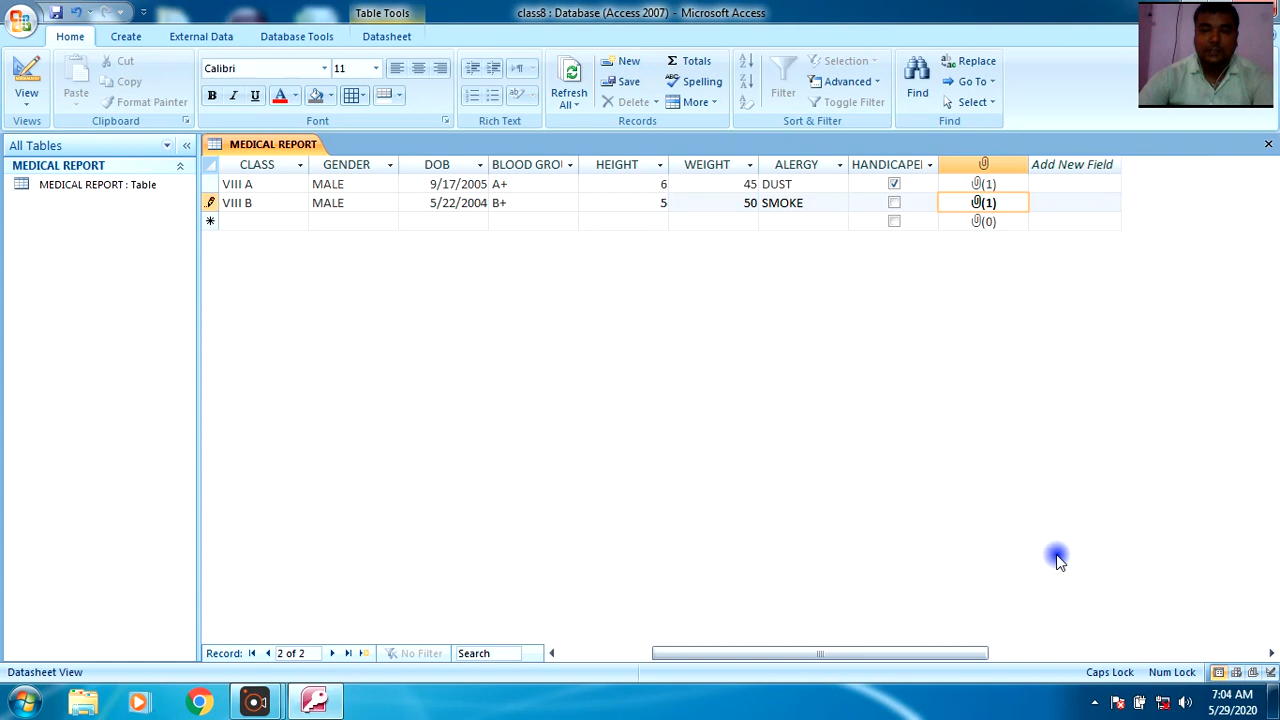 Table Tools
class8 : Database (Access 2007) - Microsoft Access
Home Create External Data Database Tools Datasheet
View
Views
Paste
Cut
Copy
Format Painter
Clipboard
Calibri 11
B I U A
Font
Rich Text
Refresh All
New
Save
Delete
Totals
Spelling
More
Records
Filter
Selection
Advanced
Toggle Filter
Sort & Filter
Find
Replace
Go To
Select
Find
All Tables
MEDICAL REPORT
MEDICAL REPORT : Table
MEDICAL REPORT
CLASS GENDER DOB BLOOD GROU HEIGHT WEIGHT ALERGY HANDICAPEI Add New Field
VIII A MALE 9/17/2005 A+ 6 45 DUST (1)
VIII B MALE 5/22/2004 B+ 5 50 SMOKE (1)
(0)
Record: 2 of 2 No Filter Search
Datasheet View Caps Lock Num Lock
7:04 AM
5/29/2020